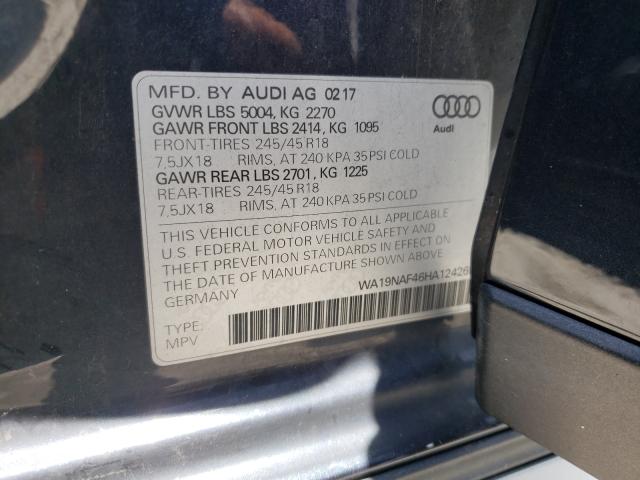 MFD. BY AUDI AG 02 17
GVWR LBS 5004, KG 2270
GAWR FRONT LBS 2414, KG 1095
FRONT-TIRES 245/45 R18
7,5JX18 RIMS, AT 240 KPA 35 PSI COLD
GAWR REAR LBS 2701, KG 1225
REAR-TIRES 245/45 R18
7,5JX18 RIMS, AT 240 KPA 35 PSI COLD
Audi
THIS VEHICLE CONFORMS TO ALL APPLICABLE
U.S. FEDERAL MOTOR VEHICLE SAFETY AND
THEFT PREVENTION STANDARDS IN EFFECT ON
THE DATE OF MANUFACTURE SHOWN ABOVE.
GERMANY
TYPE:
MPV